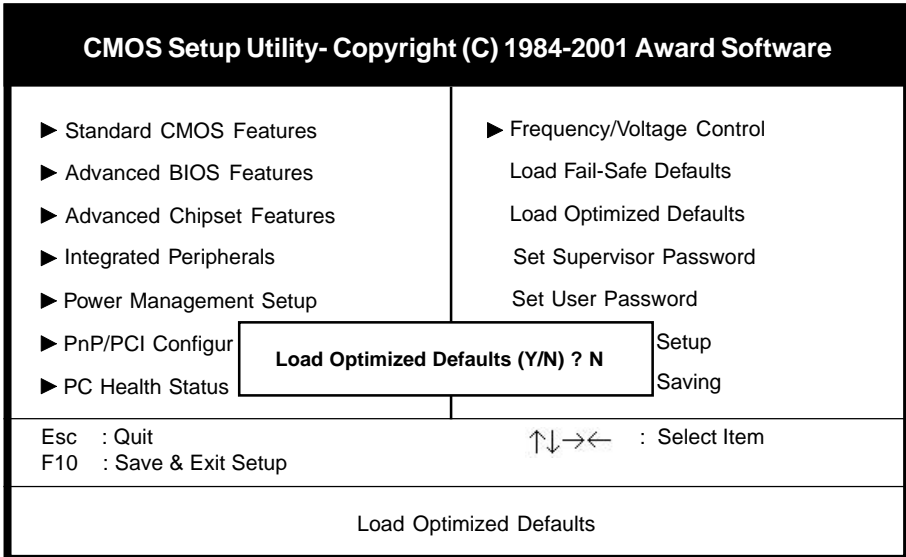 CMOS Setup Utility- Copyright (C) 1984-2001 Award Software
► Standard CMOS Features
► Advanced BIOS Features
► Advanced Chipset Features
► Integrated Peripherals
► Power Management Setup
► PnP/PCI Configur
► PC Health Status
► Frequency/Voltage Control
Load Fail-Safe Defaults
Load Optimized Defaults
Set Supervisor Password
Set User Password
Setup
Saving
Load Optimized Defaults (Y/N) ? N
Esc : Quit
F10 : Save & Exit Setup
↑↓→← : Select Item
Load Optimized Defaults